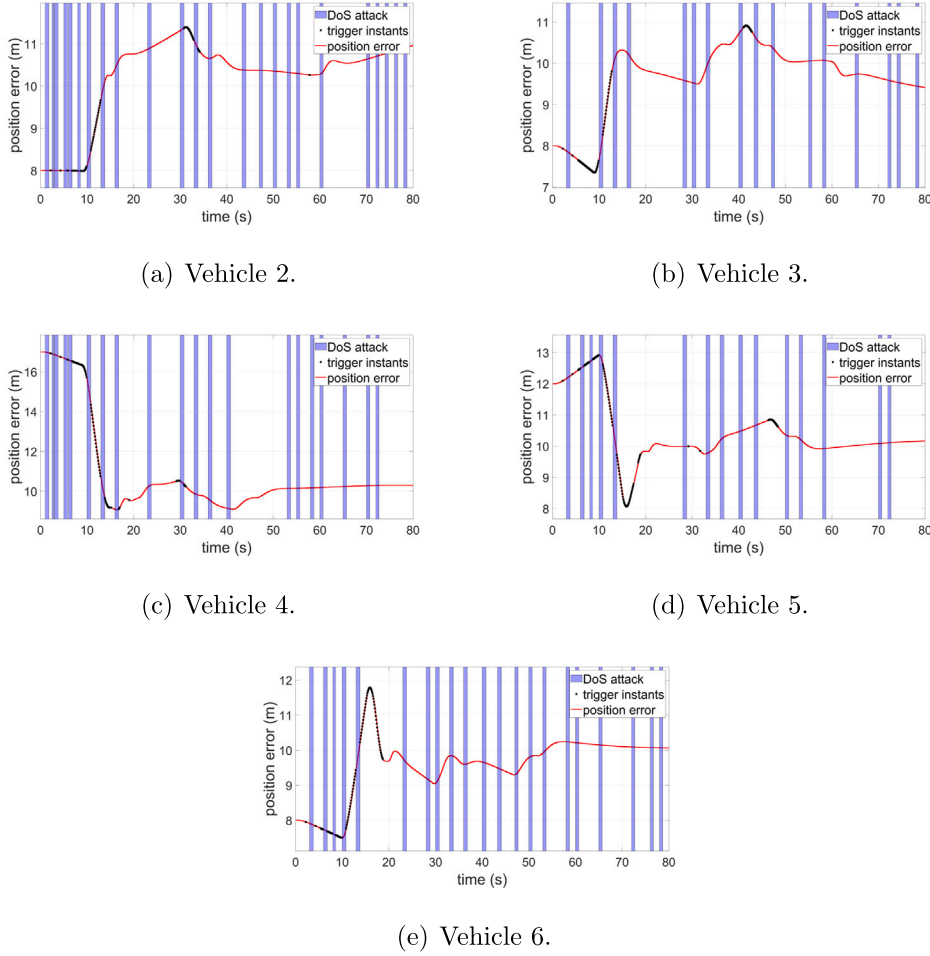 DoS attack
trigger instants
position error
position error (m)
11
10
9
8
0 10 20 30 40 50 60 70 80
time (s)
(a) Vehicle 2.
DoS attack
trigger instants
position error
position error (m)
11
10
9
8
7
0 10 20 30 40 50 60 70 80
time (s)
(b) Vehicle 3.
DoS attack
trigger instants
position error
position error (m)
16
14
12
10
0 10 20 30 40 50 60 70 80
time (s)
(c) Vehicle 4.
DoS attack
trigger instants
position error
position error (m)
13
12
11
10
9
8
0 10 20 30 40 50 60 70 80
time (s)
(d) Vehicle 5.
DoS attack
trigger instants
position error
position error (m)
12
11
10
9
8
0 10 20 30 40 50 60 70 80
time (s)
(e) Vehicle 6.